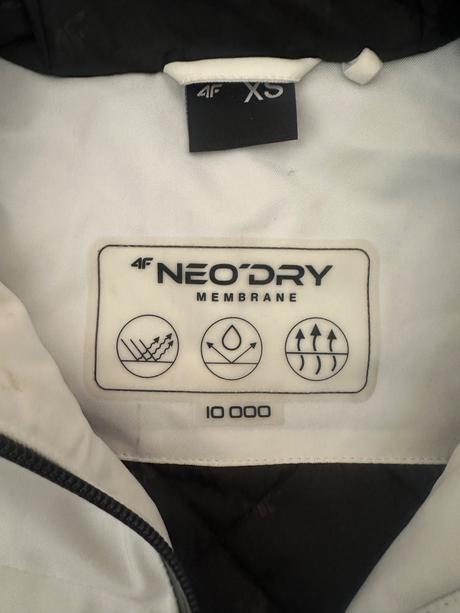 4F XS
4F NEO'DRY
MEMBRANE
10 000